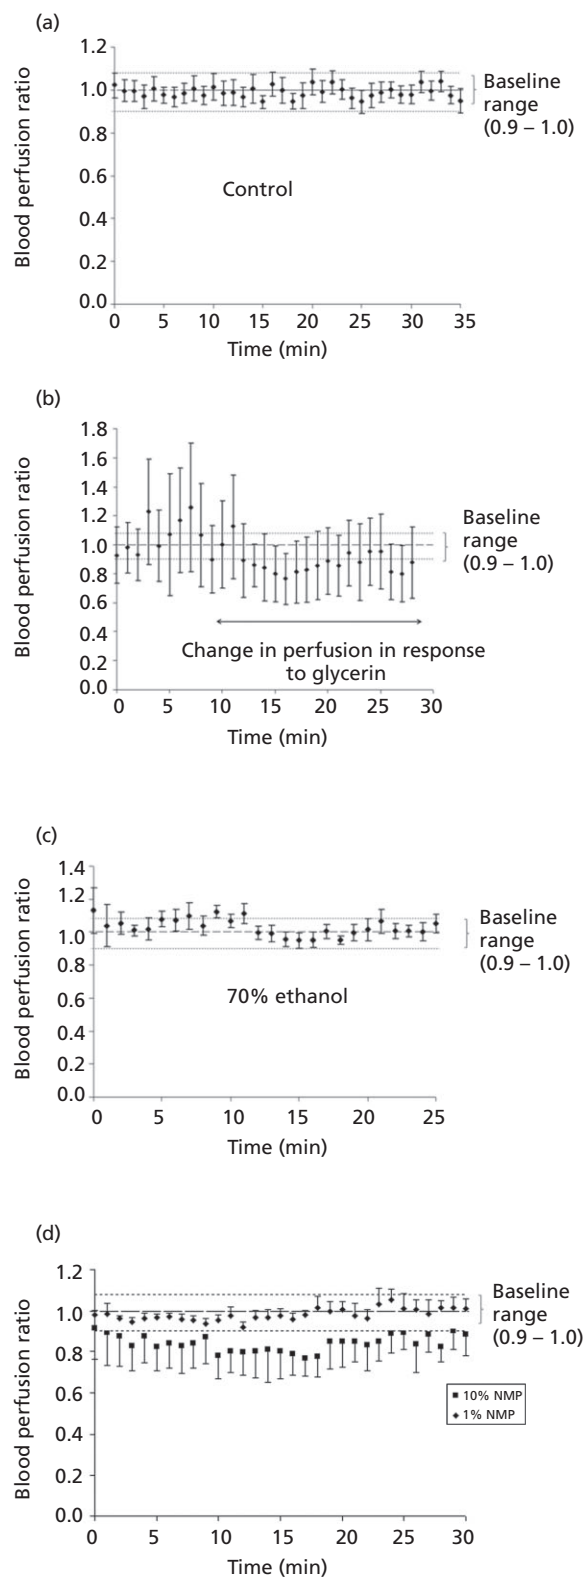 (a)
1.2
1.0
0.8
0.6
0.4
0.2
0.0
Blood perfusion ratio
Control
Baseline
range
(0.9 – 1.0)
0 5 10 15 20 25 30 35
Time (min)
(b)
1.8
1.6
1.4
1.2
1.0
0.8
0.6
0.4
0.2
0.0
Blood perfusion ratio
Baseline
range
(0.9 – 1.0)
Change in perfusion in response
to glycerin
0 5 10 15 20 25 30
Time (min)
(c)
1.4
1.2
1.0
0.8
0.6
0.4
0.2
0.0
Blood perfusion ratio
70% ethanol
Baseline
range
(0.9 – 1.0)
0 5 10 15 20 25
Time (min)
(d)
1.2
1.0
0.8
0.6
0.4
0.2
0.0
Blood perfusion ratio
Baseline
range
(0.9 – 1.0)
10% NMP
1% NMP
0 5 10 15 20 25 30
Time (min)